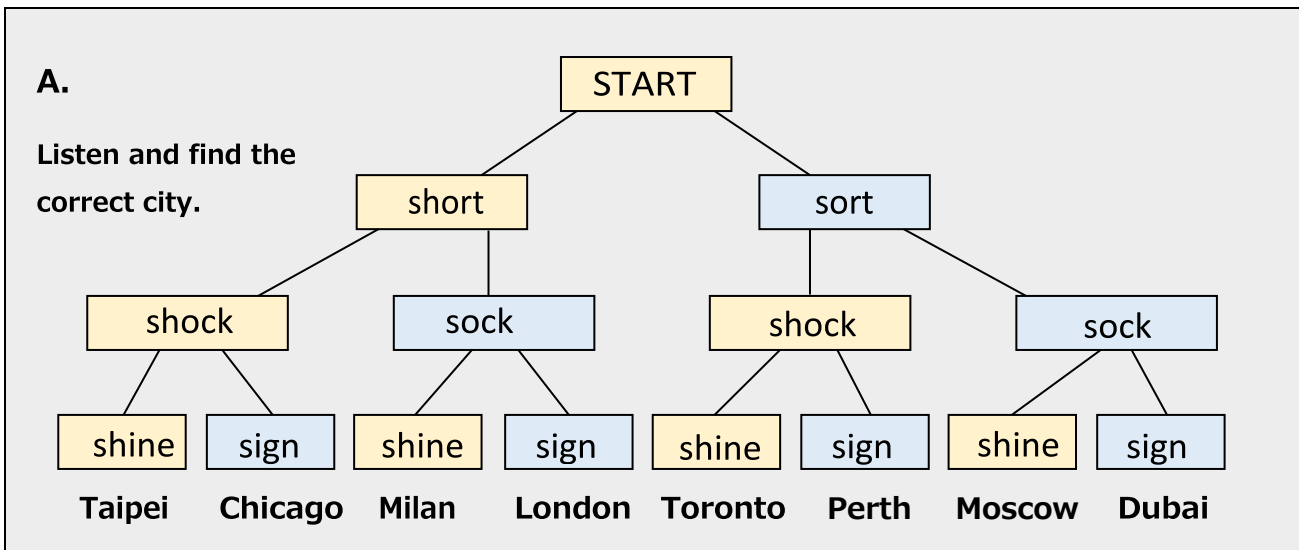 A.
START
Listen and find the
correct city.
short sort
shock sock shock sock
shine sign shine sign shine sign shine sign
Taipei Chicago Milan London Toronto Perth Moscow Dubai